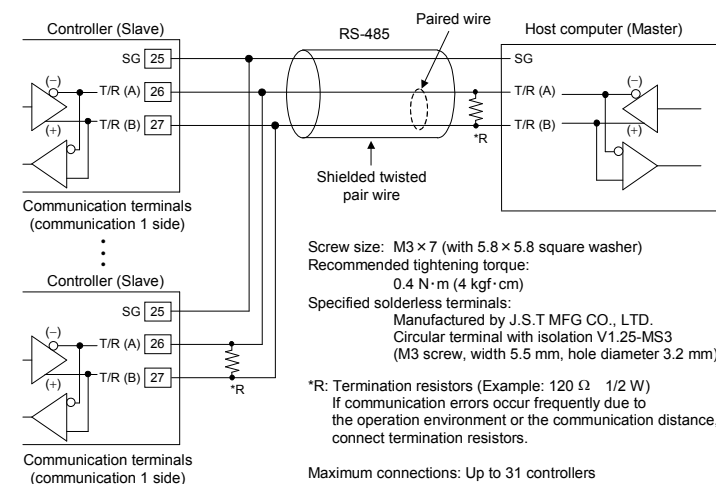 Controller (Slave)
SG 25
(−)
T/R (A) 26
T/R (B) 27
(+)
Communication terminals
(communication 1 side)
RS-485
Paired wire
*R
Shielded twisted
pair wire
Host computer (Master)
SG
T/R (A)
(−)
T/R (B)
(+)
Controller (Slave)
SG 25
(−)
T/R (A) 26
T/R (B) 27
(+)
*R
Communication terminals
(communication 1 side)
Screw size: M3×7 (with 5.8×5.8 square washer)
Recommended tightening torque:
0.4 N·m (4 kgf·cm)
Specified solderless terminals:
Manufactured by J.S.T MFG CO., LTD.
Circular terminal with isolation V1.25-MS3
(M3 screw, width 5.5 mm, hole diameter 3.2 mm)
*R: Termination resistors (Example: 120 Ω 1/2 W)
If communication errors occur frequently due to
the operation environment or the communication distance,
connect termination resistors.
Maximum connections: Up to 31 controllers